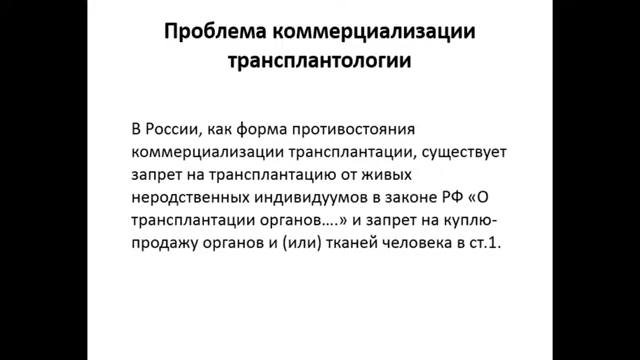 Проблема коммерциализации
трансплантологии
В России, как форма противостояния
коммерциализации трансплантации, существует
запрет на трансплантацию от живых
неродственных индивидуумов в законе РФ «О
трансплантации органов….» и запрет на куплю-
продажу органов и (или) тканей человека в ст.1.